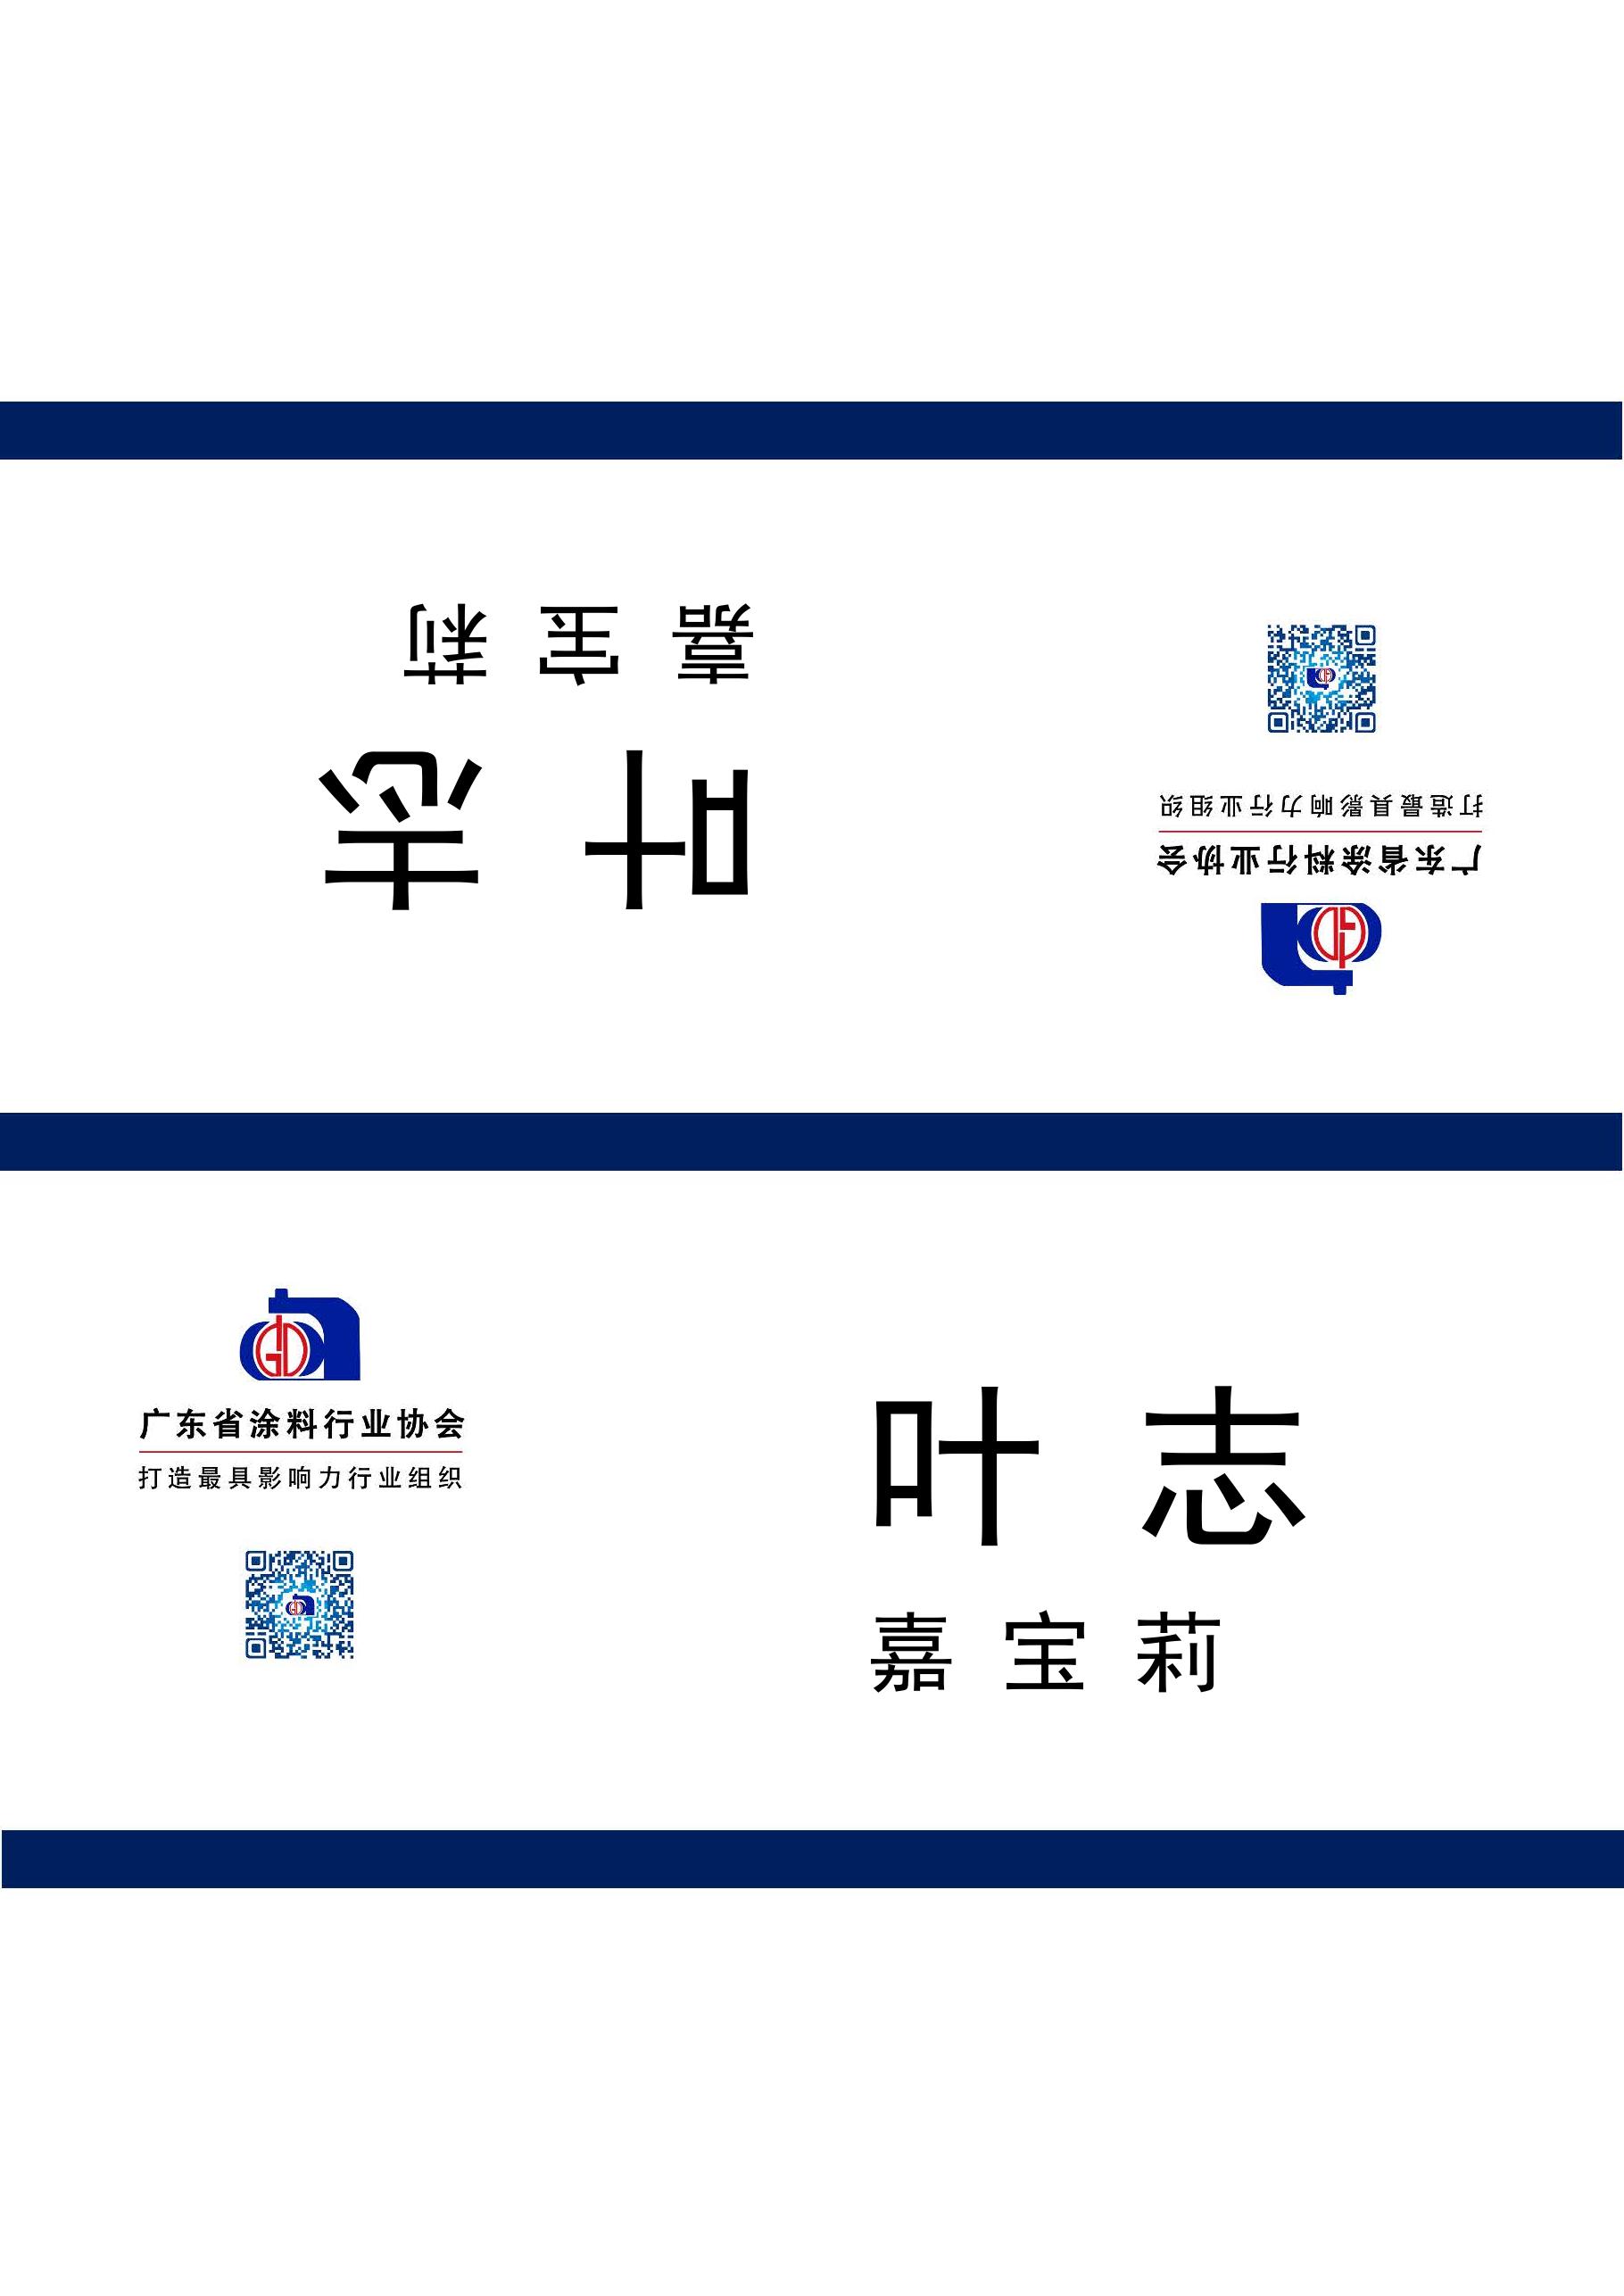 嘉宝莉
叶志
打造最具影响力行业组织
广东省涂料行业协会
广东省涂料行业协会
打造最具影响力行业组织
叶志
嘉宝莉